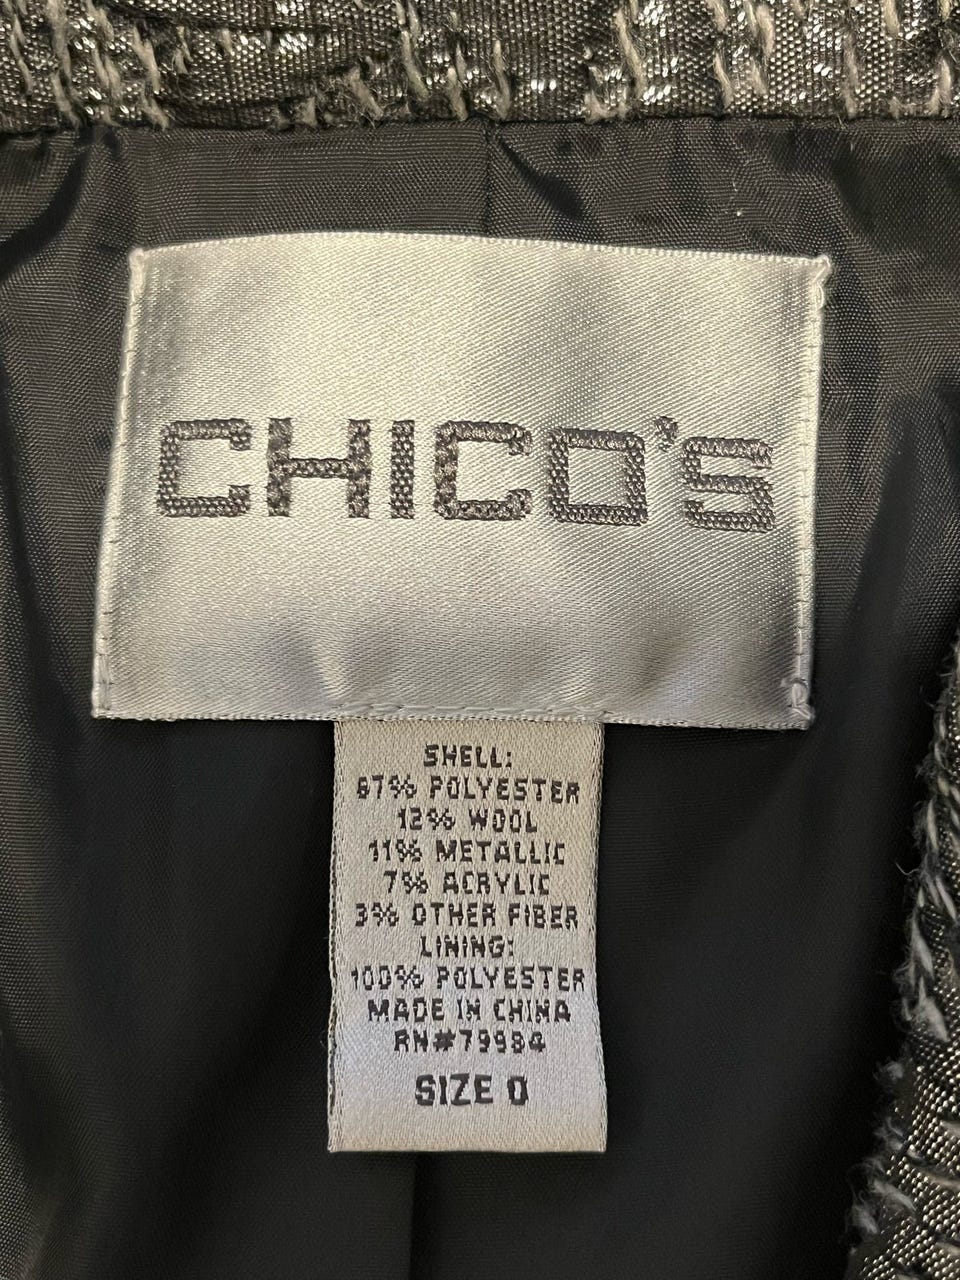 CHICO'S
SHELL:
67% POLYESTER
12% WOOL
11% METALLIC
7% ACRYLIC
3% OTHER FIBER
LINING:
100% POLYESTER
MADE IN CHINA
RN#79984
SIZE 0